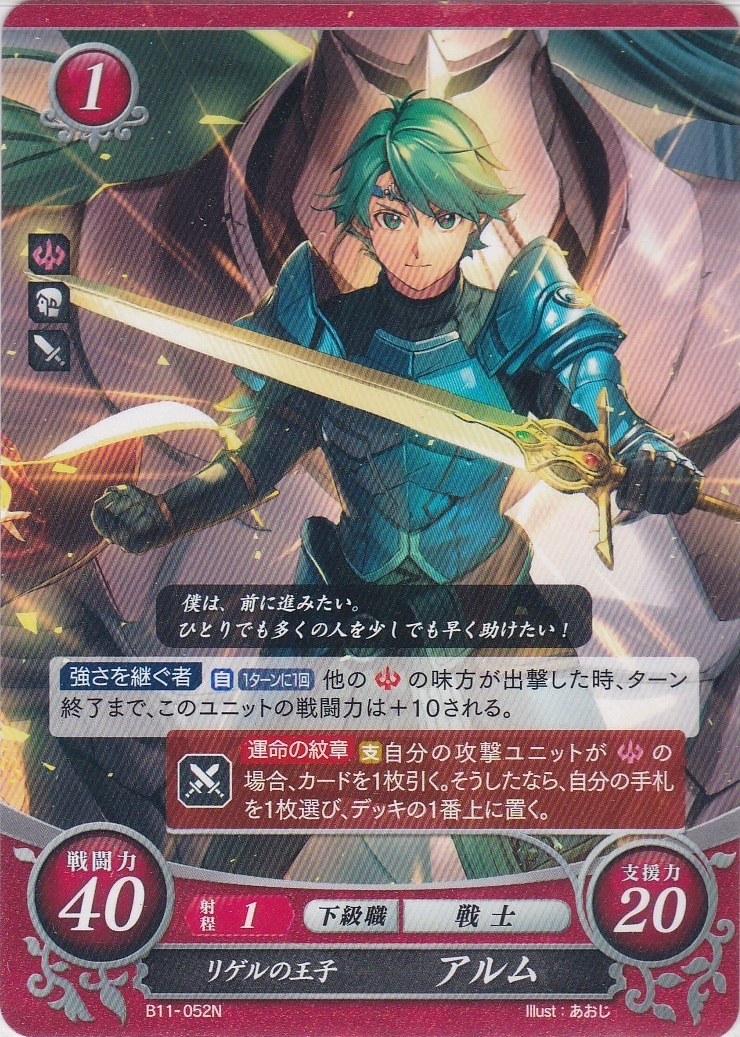 1
僕は、前に進みたい。
ひとりでも多くの人を少しでも早く助けたい！
強さを継ぐ者 自 1ターンに1回 他の の味方が出撃した時、ターン
終了まで、このユニットの戦闘力は＋10される。
運命の紋章 支 自分の攻撃ユニットが の
場合、カードを1枚引く。そうしたなら、自分の手札
を1枚選び、デッキの1番上に置く。
戦闘力
40
射程 1 下級職 戦士
支援力
20
リゲルの王子 アルム
B11-052N Illust：あおじ